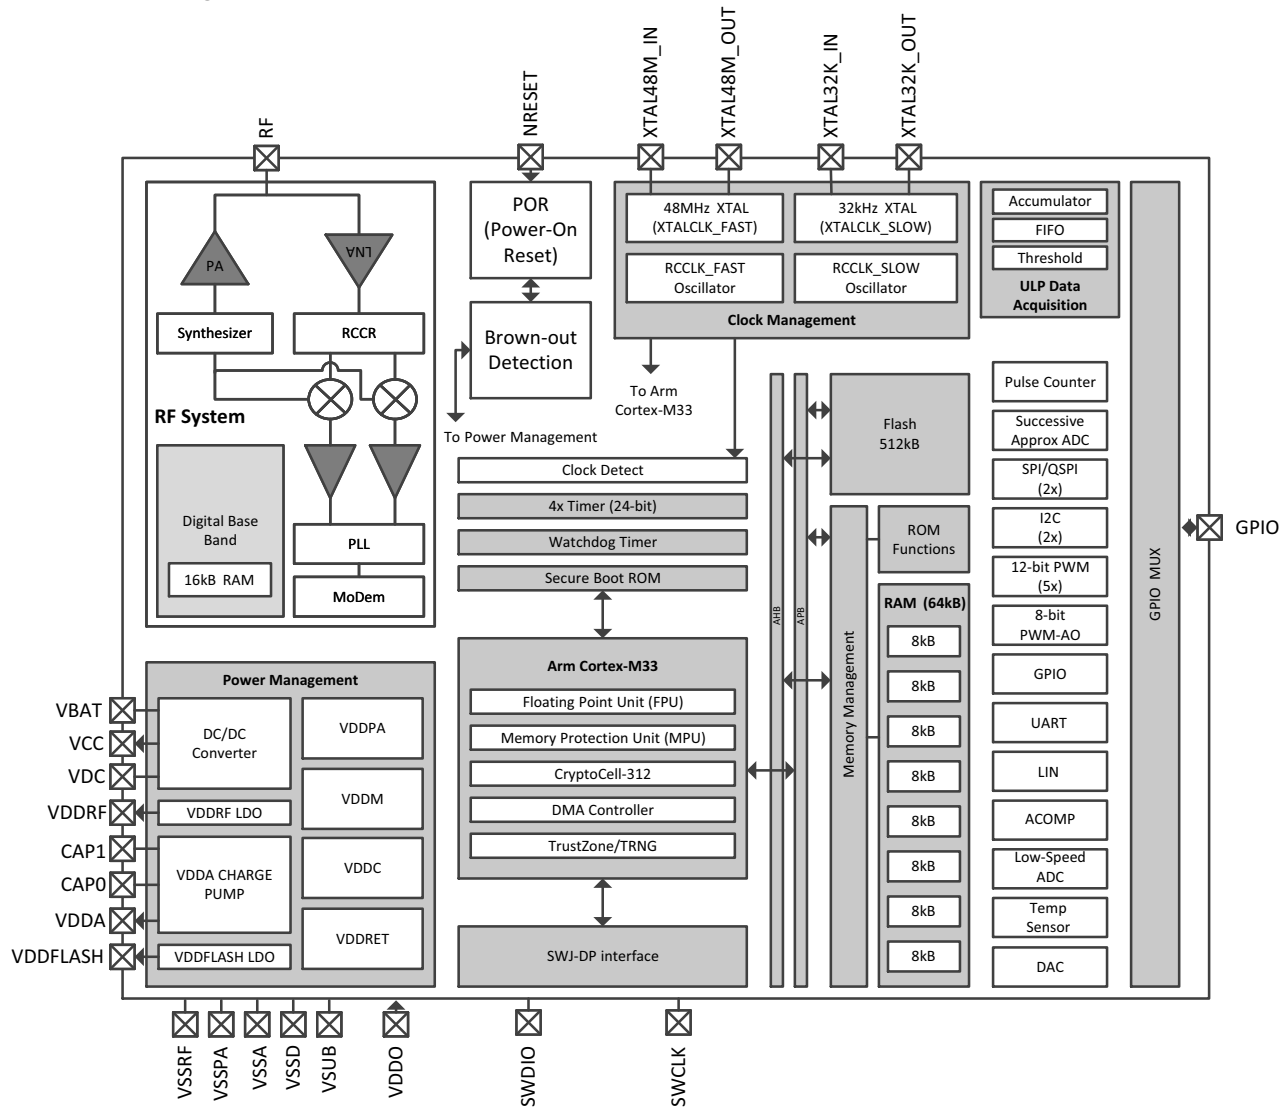 XTAL48M_IN
XTAL48M_OUT
XTAL32K_IN
XTAL32K_OUT
NRESET
RF
PA
LNA
Synthesizer
RCCR
RF System
Digital Base
Band
16kB RAM
PLL
MoDem
POR
(Power-On
Reset)
Brown-out
Detection
To Power Management
48MHz XTAL
(XTALCLK_FAST)
32kHz XTAL
(XTALCLK_SLOW)
RCCLK_FAST
Oscillator
RCCLK_SLOW
Oscillator
Clock Management
To Arm
Cortex-M33
Accumulator
FIFO
Threshold
ULP Data
Acquisition
Clock Detect
4x Timer (24-bit)
Watchdog Timer
Secure Boot ROM
Arm Cortex-M33
Floating Point Unit (FPU)
Memory Protection Unit (MPU)
CryptoCell-312
DMA Controller
TrustZone/TRNG
SWJ-DP interface
AHB
APB
Flash
512kB
Memory Management
ROM
Functions
RAM (64kB)
8kB
8kB
8kB
8kB
8kB
8kB
8kB
8kB
Pulse Counter
Successive
Approx ADC
SPI/QSPI
(2x)
I2C
(2x)
12-bit PWM
(5x)
8-bit
PWM-AO
GPIO
UART
LIN
ACOMP
Low-Speed
ADC
Temp
Sensor
DAC
GPIO MUX
GPIO
Power Management
DC/DC
Converter
VDDRF LDO
VDDA CHARGE
PUMP
VDDFLASH LDO
VDDPA
VDDM
VDDC
VDDRET
VBAT
VCC
VDC
VDDRF
CAP1
CAP0
VDDA
VDDFLASH
VSSRF
VSSPA
VSSA
VSSD
VSUB
VDDO
SWDIO
SWCLK